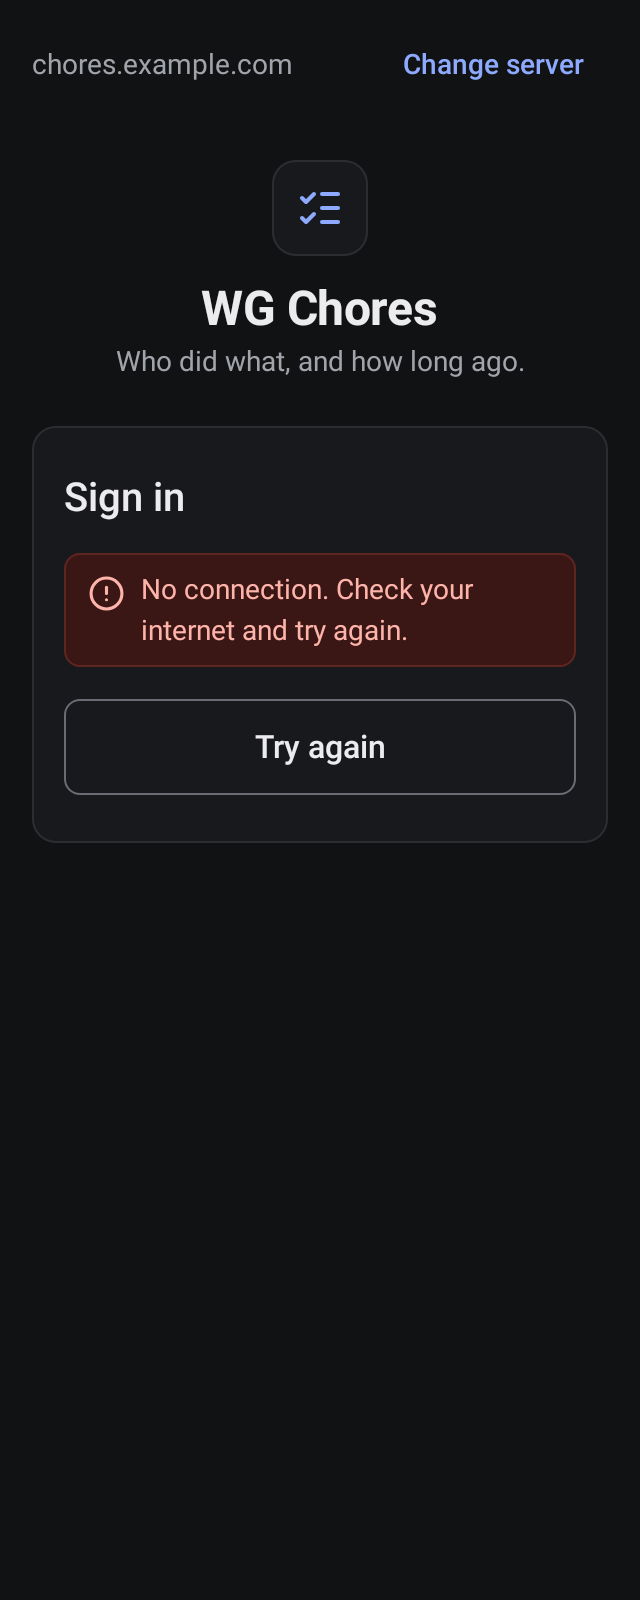 chores.example.com
Change server
WG Chores
Who did what, and how long ago.
Sign in
No connection. Check your
internet and try again.
Try again